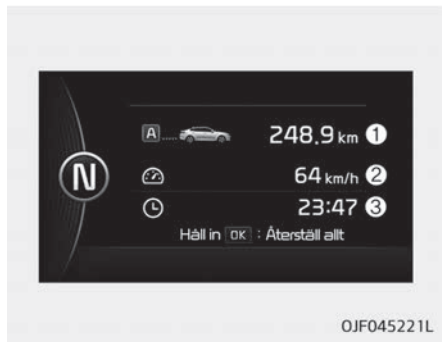 A 248.9 km 1
N
64 km/h 2
23:47 3
Håll in OK : Återställ allt
OJF045221L